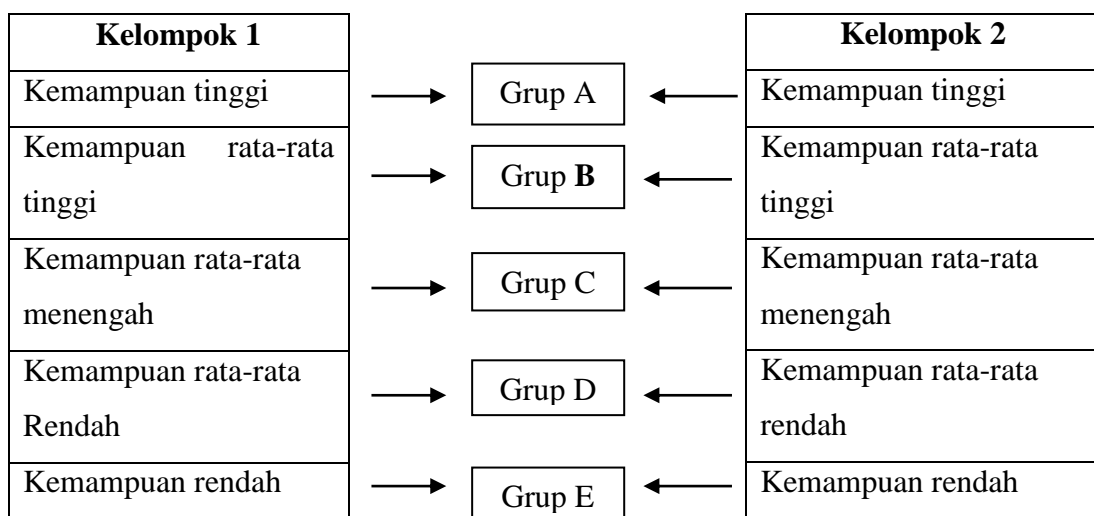 Kelompok 1
Kemampuan tinggi
Kemampuan rata-rata
tinggi
Kemampuan rata-rata
menengah
Kemampuan rata-rata
Rendah
Kemampuan rendah
Grup A
Grup B
Grup C
Grup D
Grup E
Kelompok 2
Kemampuan tinggi
Kemampuan rata-rata
tinggi
Kemampuan rata-rata
menengah
Kemampuan rata-rata
rendah
Kemampuan rendah